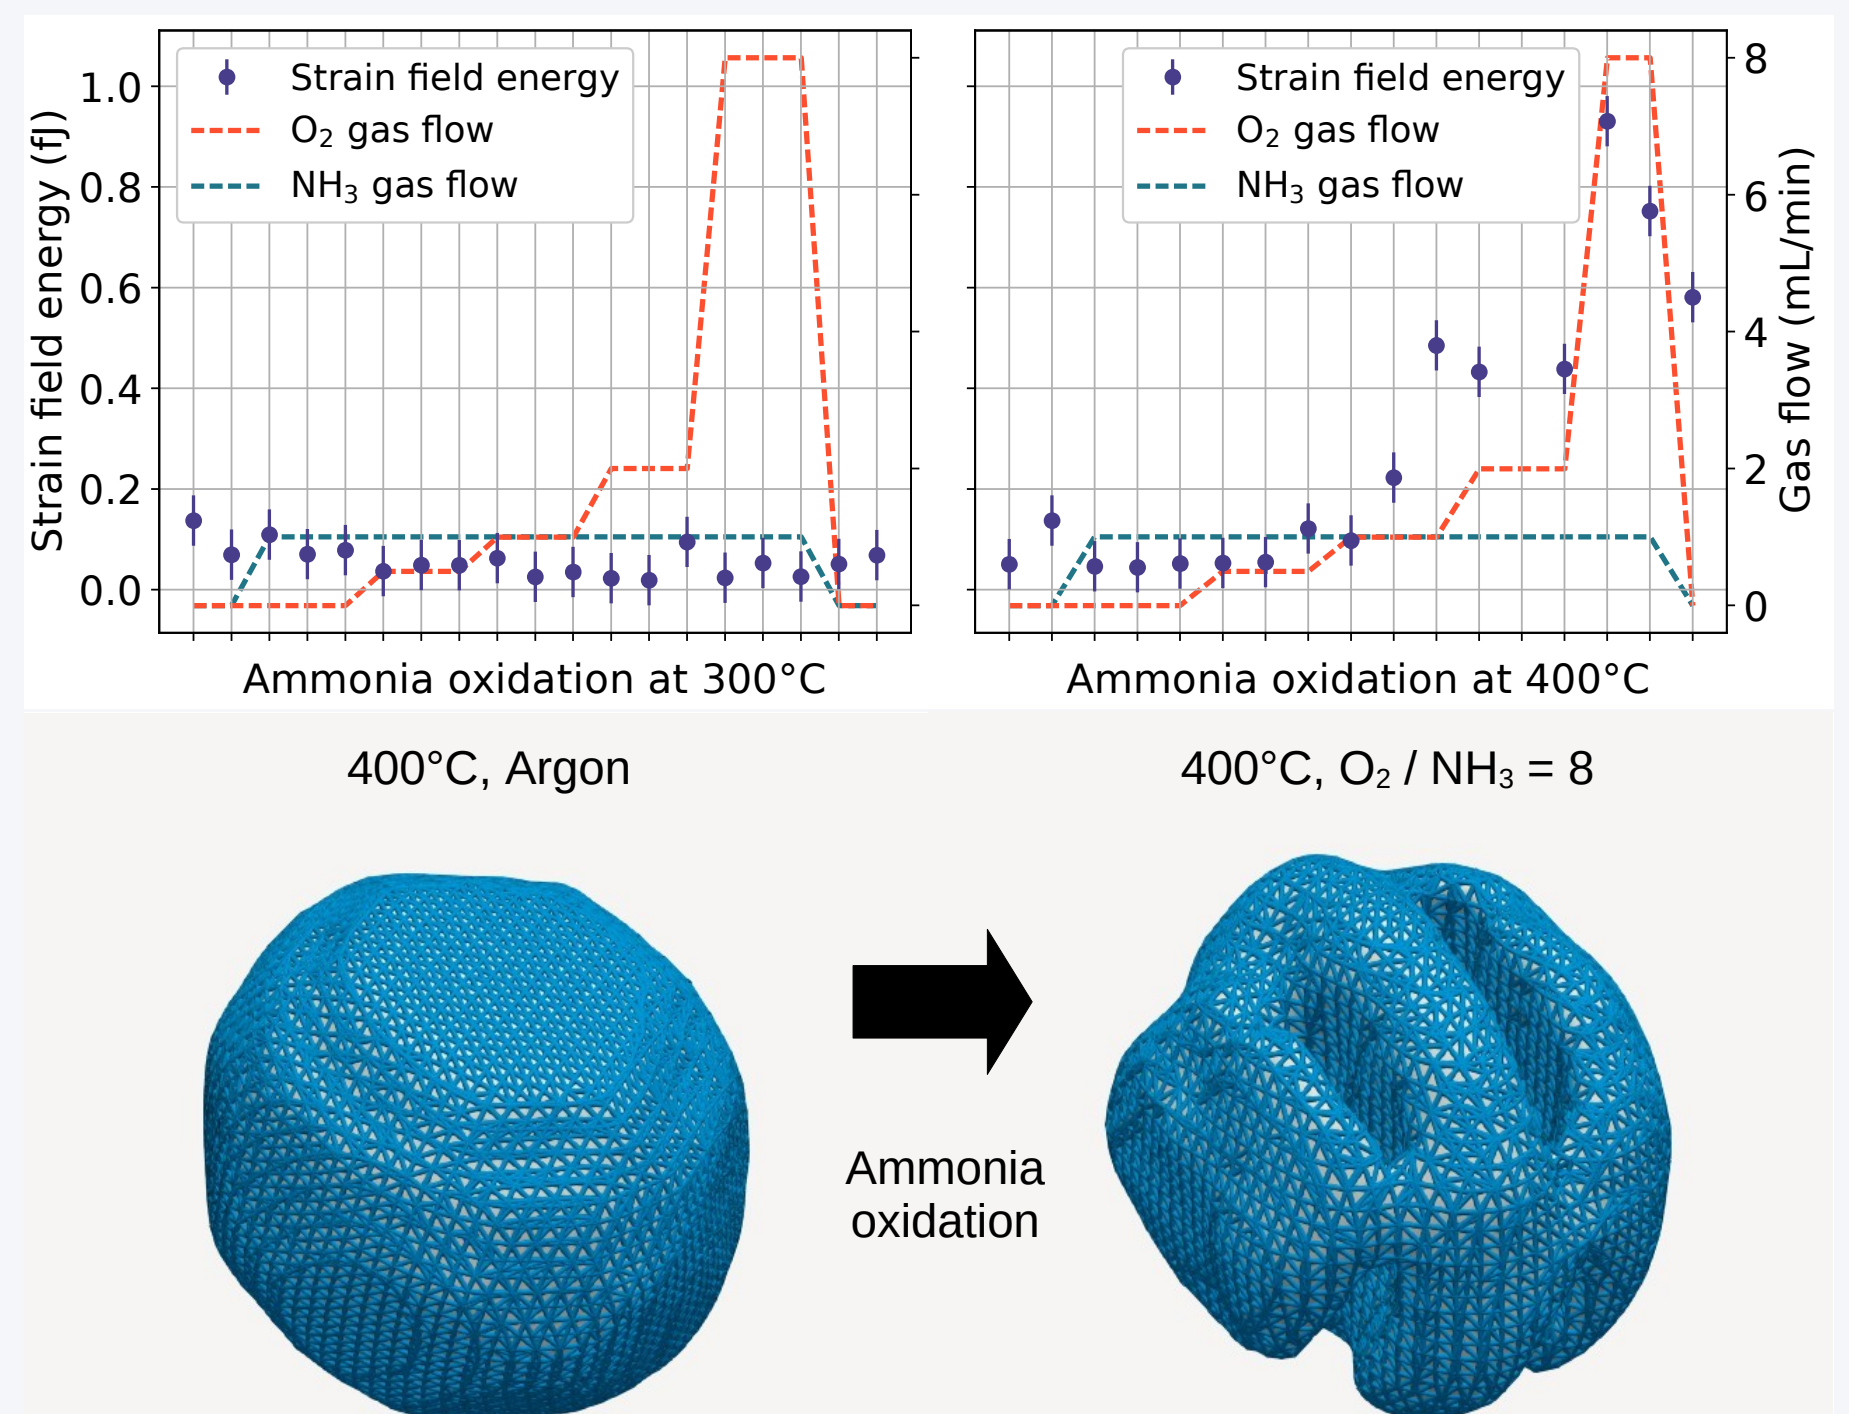 Strain field energy (fJ)
1.0
0.8
0.6
0.4
0.2
0.0
Strain field energy
O₂ gas flow
NH₃ gas flow
Ammonia oxidation at 300°C
Strain field energy
O₂ gas flow
NH₃ gas flow
8
6
4
2
0
Gas flow (mL/min)
Ammonia oxidation at 400°C
400°C, Argon
400°C, O₂ / NH₃ = 8
Ammonia
oxidation